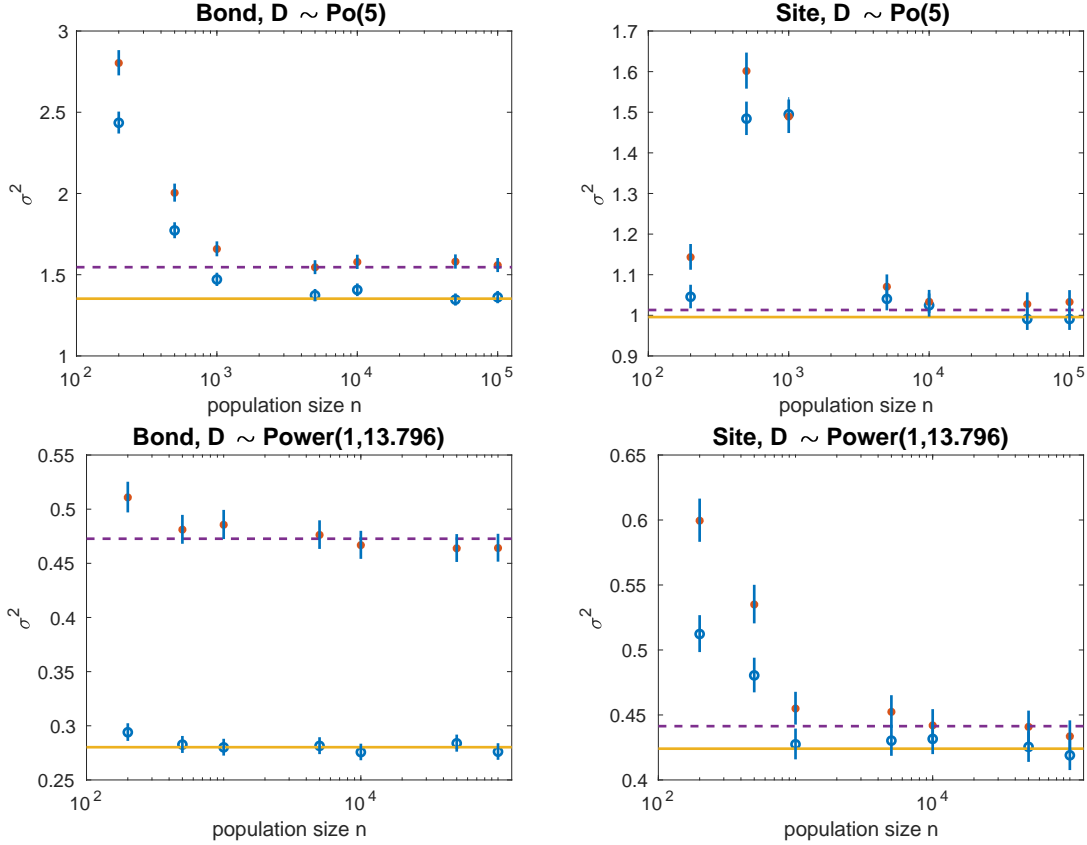 Bond, D ~ Po(5)
3
2.5
2
1.5
1
σ²
10² 10³ 10⁴ 10⁵
population size n
Site, D ~ Po(5)
1.7
1.6
1.5
1.4
1.3
1.2
1.1
1
0.9
σ²
10² 10³ 10⁴ 10⁵
population size n
Bond, D ~ Power(1,13.796)
0.55
0.5
0.45
0.4
0.35
0.3
0.25
σ²
10² 10⁴
population size n
Site, D ~ Power(1,13.796)
0.65
0.6
0.55
0.5
0.45
0.4
σ²
10² 10⁴
population size n